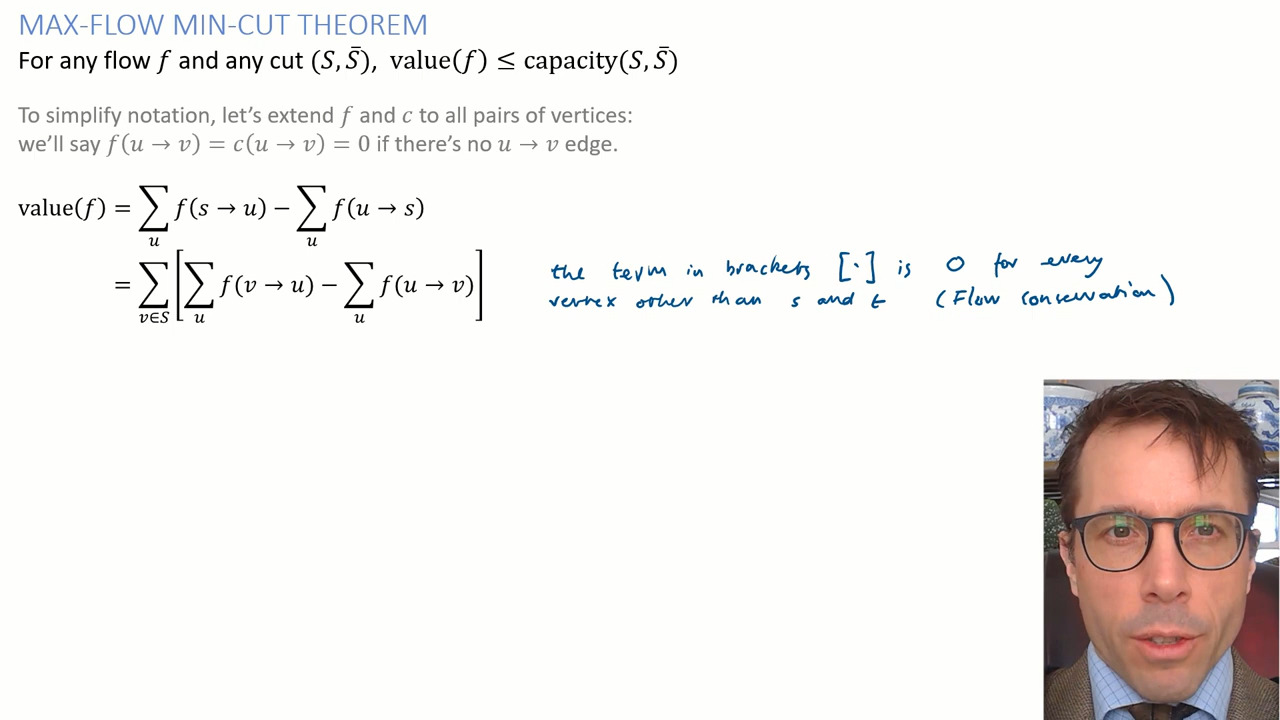 MAX-FLOW MIN-CUT THEOREM
For any flow f and any cut (S, S̄), value(f) ≤ capacity(S, S̄)
To simplify notation, let's extend f and c to all pairs of vertices:
we'll say f(u → v) = c(u → v) = 0 if there's no u → v edge.
value(f) = ∑_u f(s → u) − ∑_u f(u → s)
= ∑_{v∈S} [∑_u f(v → u) − ∑_u f(u → v)]
the term in brackets [·] is 0 for every
vertex other than s and t (Flow conservation)